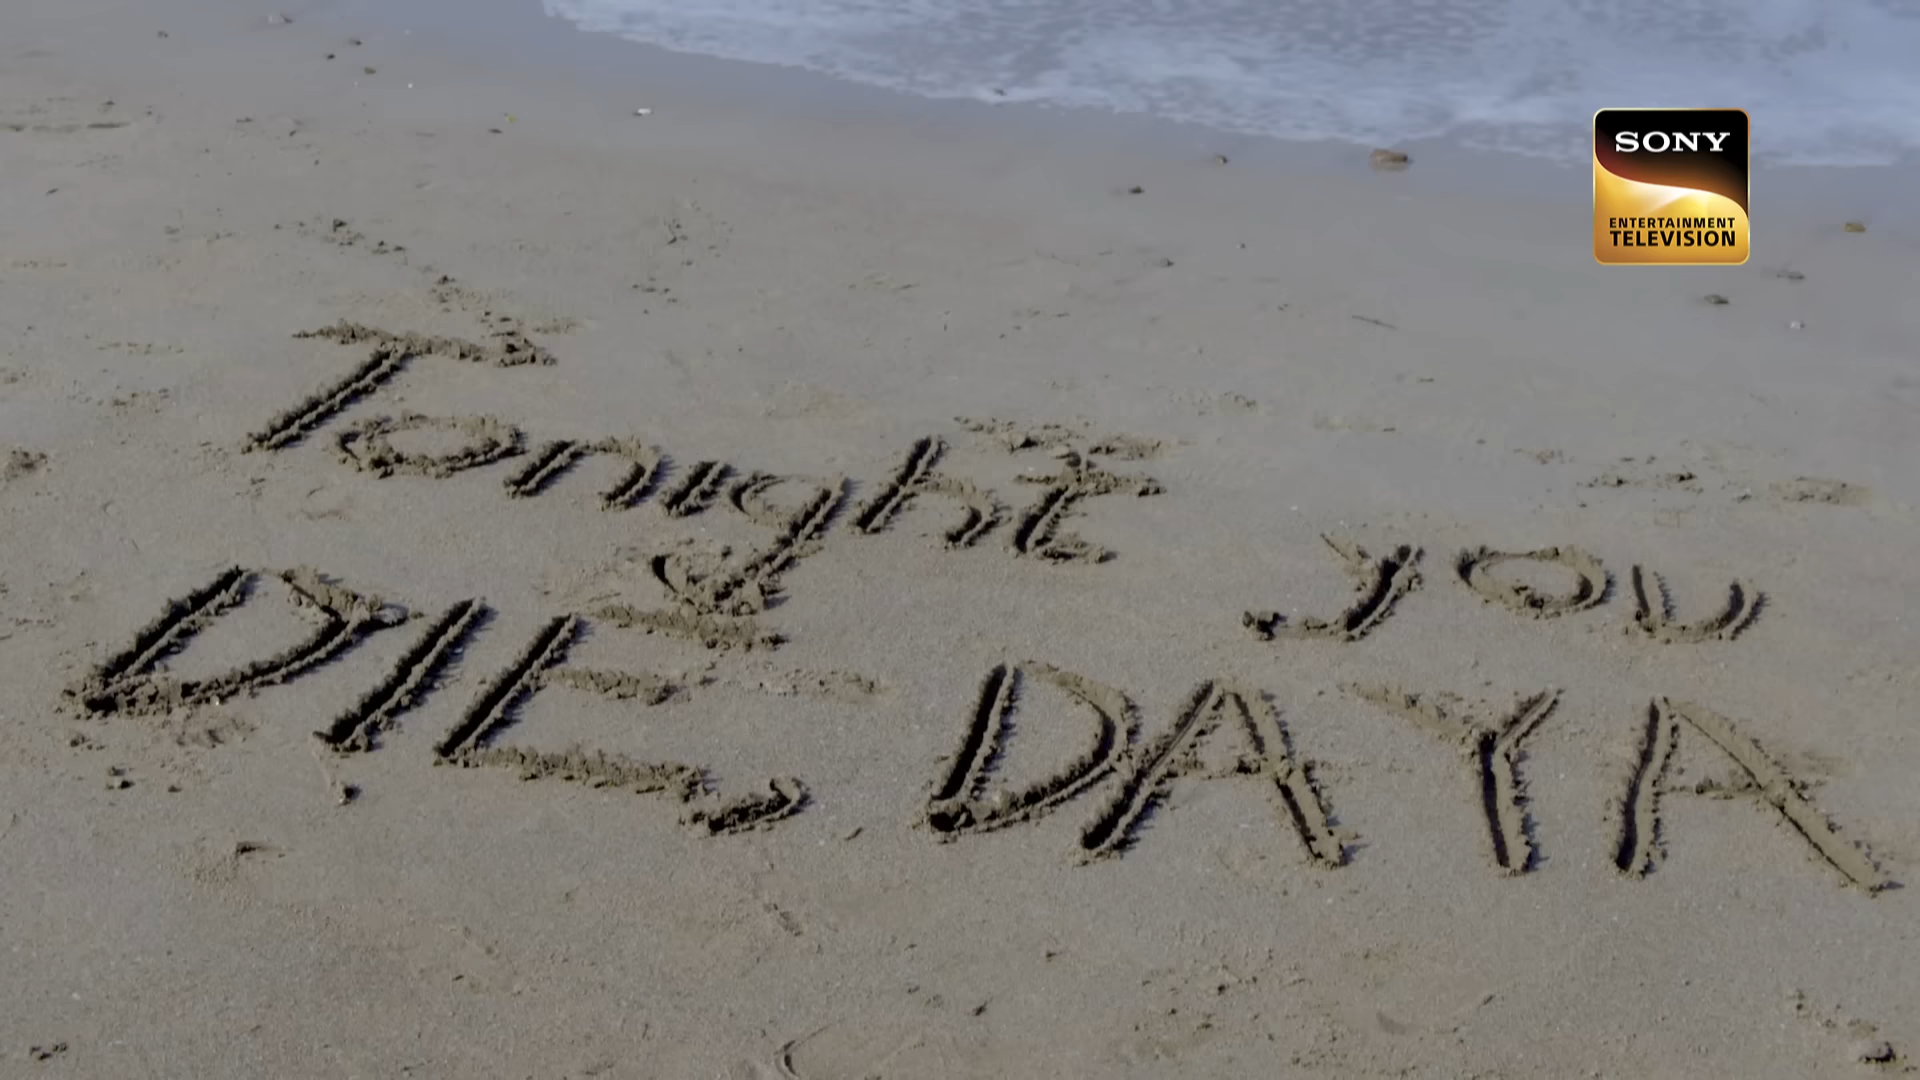 SONY
ENTERTAINMENT
TELEVISION
Tonight you
DIE, DAYA